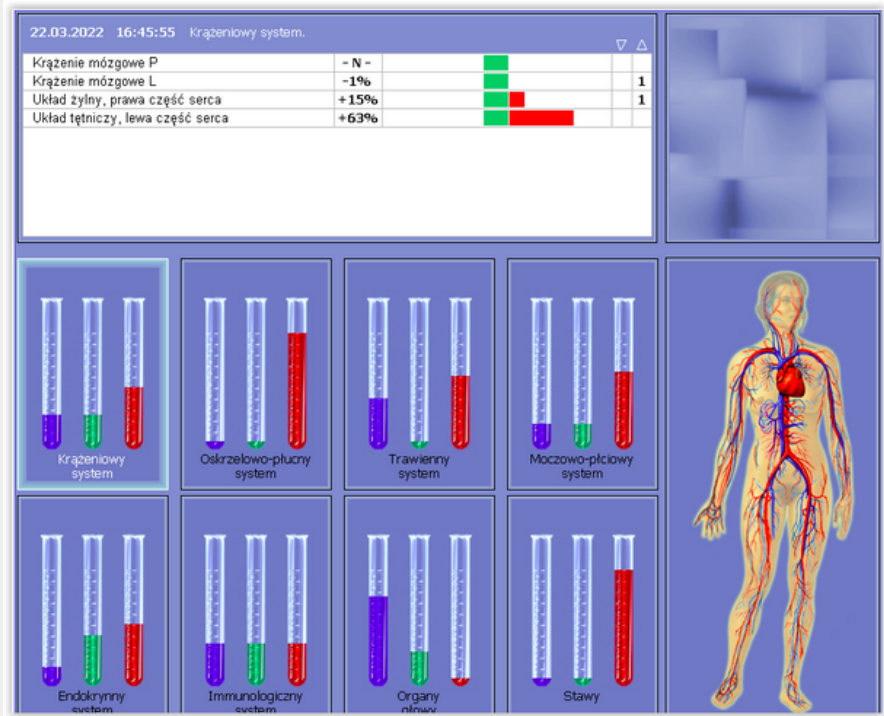 22.03.2022 16:45:55 Krążeniowy system.
▽ △
Krążenie mózgowe P - N -
Krążenie mózgowe L -1% 1
Układ żylny, prawa część serca +15% 1
Układ tętniczy, lewa część serca +63%
Krążeniowy system
Oskrzelowo-płucny system
Trawienny system
Moczowo-płciowy system
Endokrynny system
Immunologiczny system
Organy głowy
Stawy